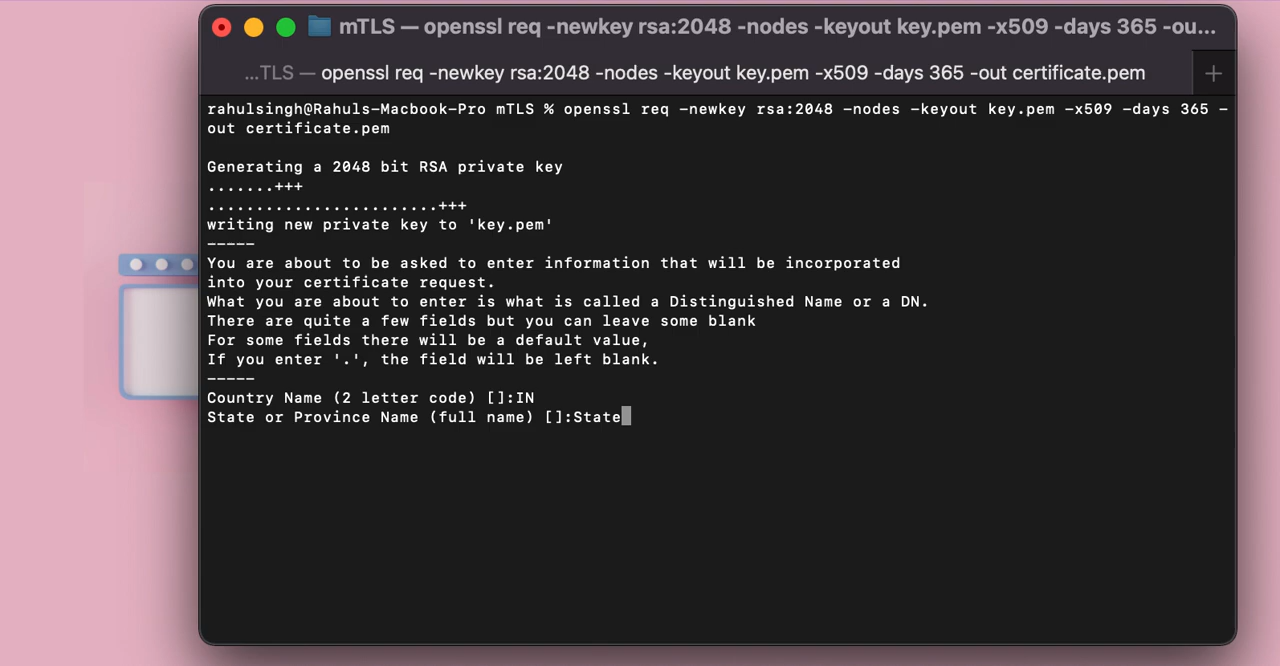 mTLS — openssl req -newkey rsa:2048 -nodes -keyout key.pem -x509 -days 365 -ou...
...TLS — openssl req -newkey rsa:2048 -nodes -keyout key.pem -x509 -days 365 -out certificate.pem
+
rahulsingh@Rahuls-Macbook-Pro mTLS % openssl req -newkey rsa:2048 -nodes -keyout key.pem -x509 -days 365 -
out certificate.pem
Generating a 2048 bit RSA private key
.......+++
........................+++
writing new private key to 'key.pem'
-----
You are about to be asked to enter information that will be incorporated
into your certificate request.
What you are about to enter is what is called a Distinguished Name or a DN.
There are quite a few fields but you can leave some blank
For some fields there will be a default value,
If you enter '.', the field will be left blank.
-----
Country Name (2 letter code) []:IN
State or Province Name (full name) []:State